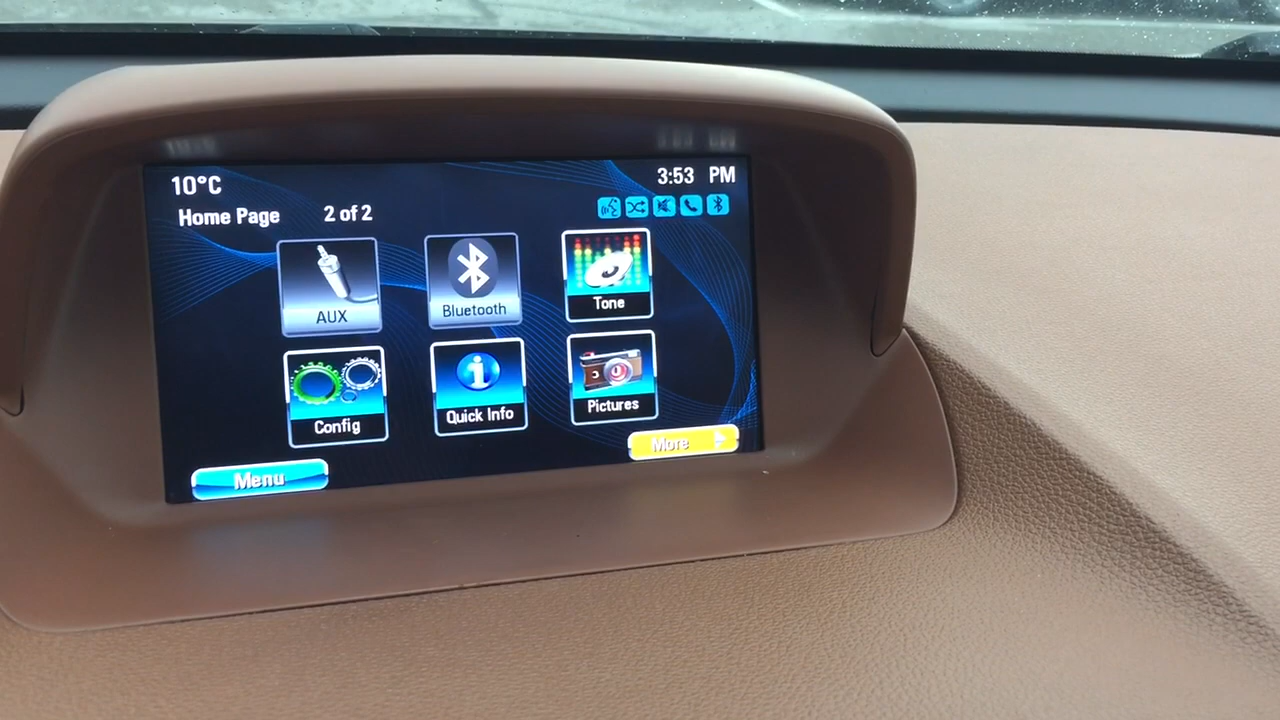 10°C
3:53 PM
Home Page 2 of 2
AUX
Bluetooth
Tone
Config
Quick Info
Pictures
Menu
More